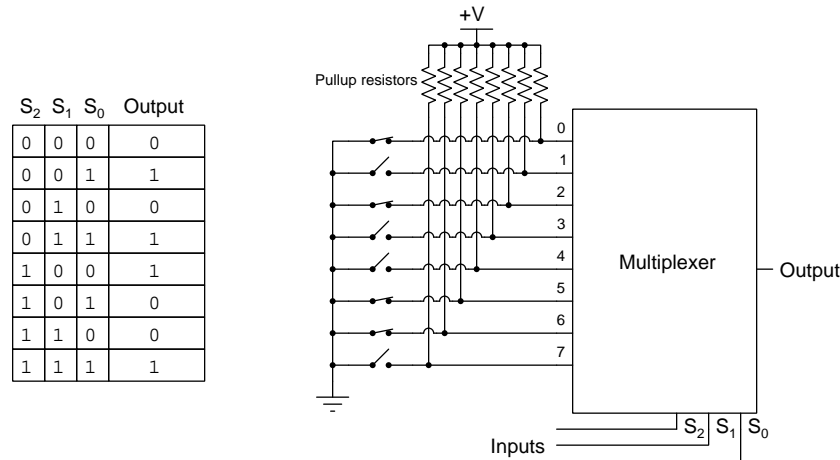 +V
Pullup resistors
S2 S1 S0 Output
0 0 0 0
0 0 1 1
0 1 0 0
0 1 1 1
1 0 0 1
1 0 1 0
1 1 0 0
1 1 1 1
0
1
2
3
4
5
6
7
Multiplexer
Output
S2 S1 S0
Inputs